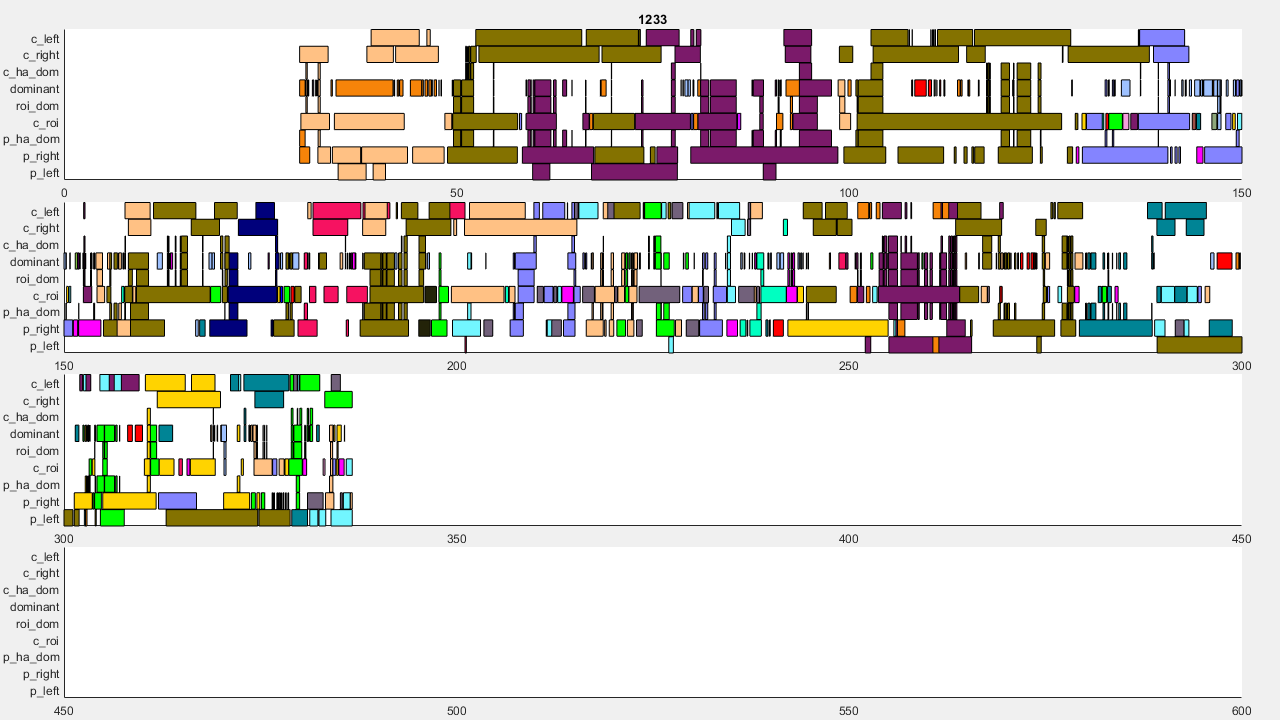 1233
c_left
c_right
c_ha_dom
dominant
roi_dom
c_roi
p_ha_dom
p_right
p_left
0 50 100 150
c_left
c_right
c_ha_dom
dominant
roi_dom
c_roi
p_ha_dom
p_right
p_left
150 200 250 300
c_left
c_right
c_ha_dom
dominant
roi_dom
c_roi
p_ha_dom
p_right
p_left
300 350 400 450
c_left
c_right
c_ha_dom
dominant
roi_dom
c_roi
p_ha_dom
p_right
p_left
450 500 550 600